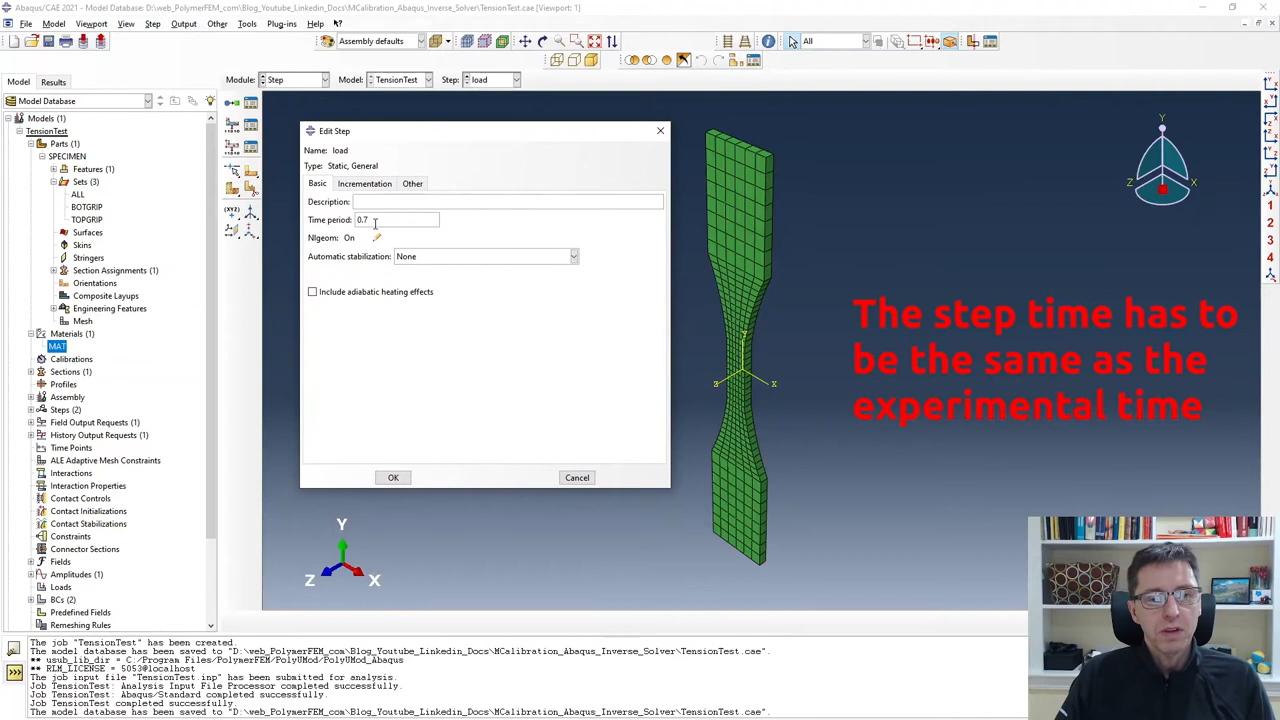 Abaqus/CAE 2021 - Model Database: D:\web_PolymerFEM_com\Blog_Youtube_Linkedin_Docs\MCalibration_Abaqus_Inverse_Solver\TensionTest.cae [Viewport: 1]
File Model Viewport View Step Output Other Tools Plug-ins Help
Assembly defaults
All
Model Results
Module: Step Model: TensionTest Step: load
Model Database
Models (1)
TensionTest
Parts (1)
SPECIMEN
Features (1)
Sets (3)
ALL
BOTGRIP
TOPGRIP
Surfaces
Skins
Stringers
Section Assignments (1)
Orientations
Composite Layups
Engineering Features
Mesh
Materials (1)
MAT
Calibrations
Sections (1)
Profiles
Assembly
Steps (2)
Field Output Requests (1)
History Output Requests (1)
Time Points
ALE Adaptive Mesh Constraints
Interactions
Interaction Properties
Contact Controls
Contact Initializations
Contact Stabilizations
Constraints
Connector Sections
Fields
Amplitudes (1)
Loads
BCs (2)
Predefined Fields
Remeshing Rules
Edit Step
Name: load
Type: Static, General
Basic Incrementation Other
Description:
Time period: 0.7
Nlgeom: On
Automatic stabilization: None
Include adiabatic heating effects
OK Cancel
Y
Z X
Y
Z X
Z X
The step time has to
be the same as the
experimental time
1
2
3
4
The job "TensionTest" has been created.
The model database has been saved to "D:\web_PolymerFEM_com\Blog_Youtube_Linkedin_Docs\MCalibration_Abaqus_Inverse_Solver\TensionTest.cae".
** usub_lib_dir = C:/Program Files/PolymerFEM/PolyUMod/PolyUMod_Abaqus
** RLM_LICENSE = 5053@localhost
The job input file "TensionTest.inp" has been submitted for analysis.
Job TensionTest: Analysis Input File Processor completed successfully.
Job TensionTest: Abaqus/Standard completed successfully.
Job TensionTest completed successfully.
The model database has been saved to "D:\web_PolymerFEM_com\Blog_Youtube_Linkedin_Docs\MCalibration_Abaqus_Inverse_Solver\TensionTest.cae".